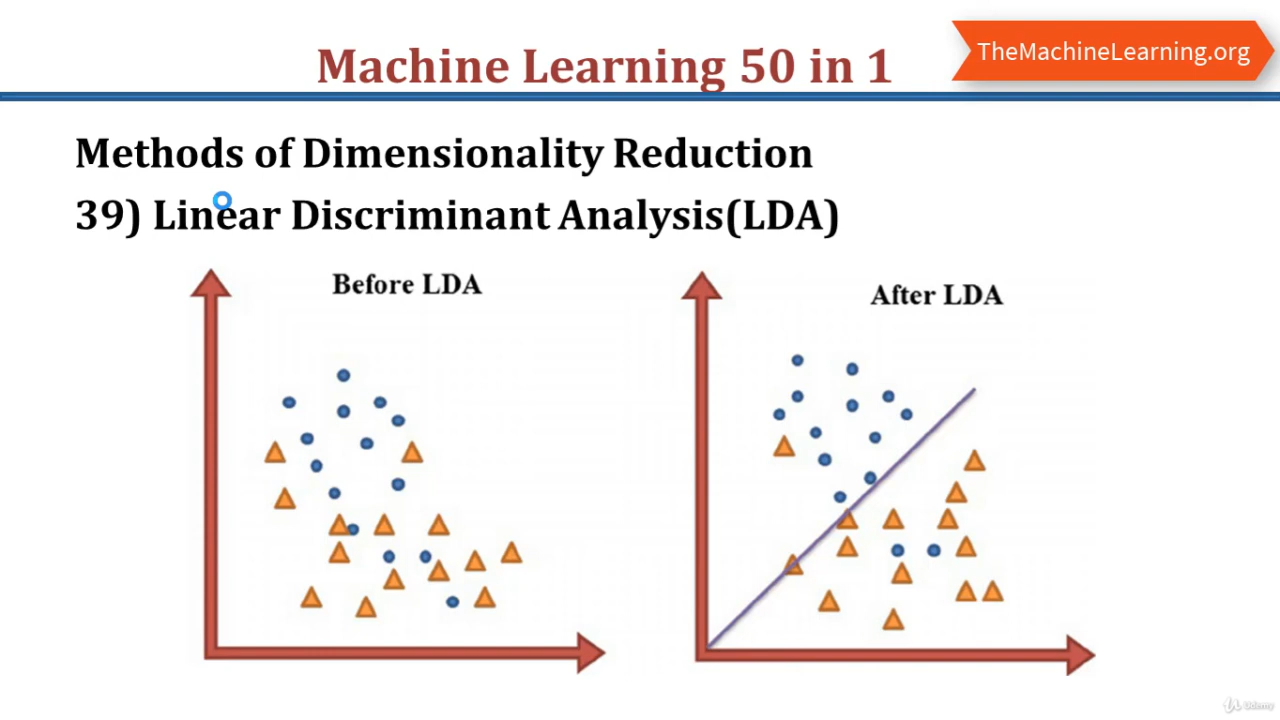 Machine Learning 50 in 1
TheMachineLearning.org
Methods of Dimensionality Reduction
39) Linear Discriminant Analysis(LDA)
Before LDA
After LDA
Udemy